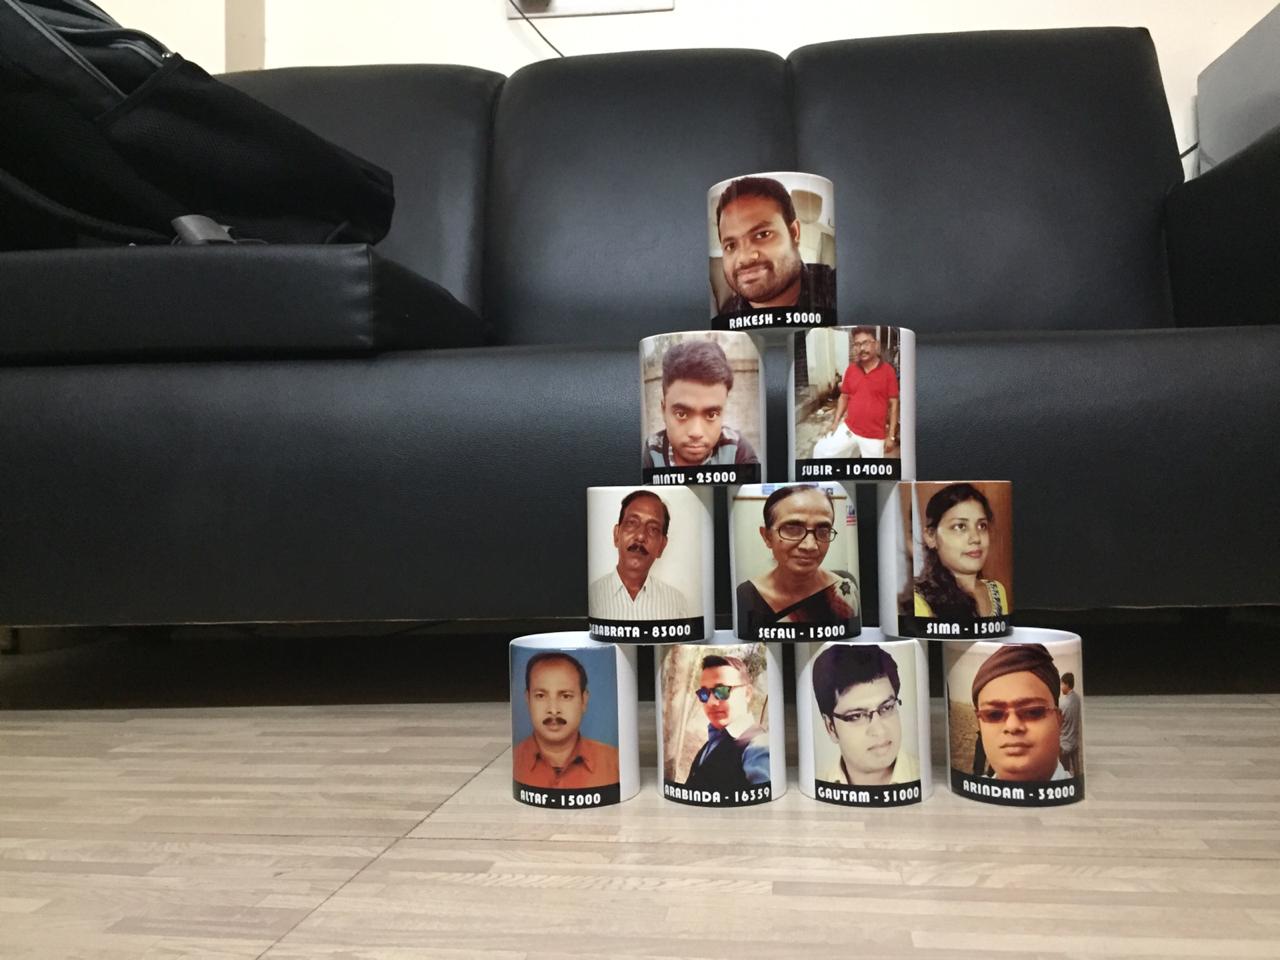 RAKESH - 30000
MINTU - 25000
SUBIR - 104000
EBABRATA - 83000
SEFALI - 15000
SIMA - 15000
ALTAF - 15000
ARABINDA - 16359
GAUTAM - 31000
ARINDAM - 32000